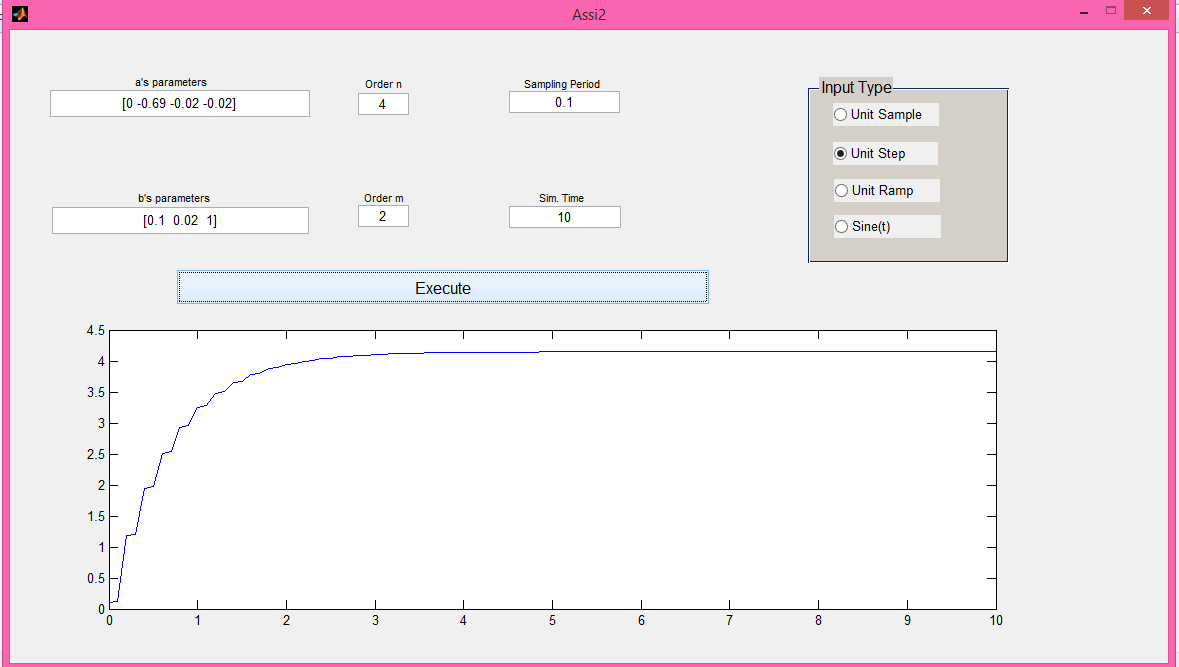 Assi2
a's parameters
[0 -0.69 -0.02 -0.02]
Order n
4
Sampling Period
0.1
Input Type
Unit Sample
Unit Step
Unit Ramp
Sine(t)
b's parameters
[0.1 0.02 1]
Order m
2
Sim. Time
10
Execute
4.5
4
3.5
3
2.5
2
1.5
1
0.5
0
0 1 2 3 4 5 6 7 8 9 10